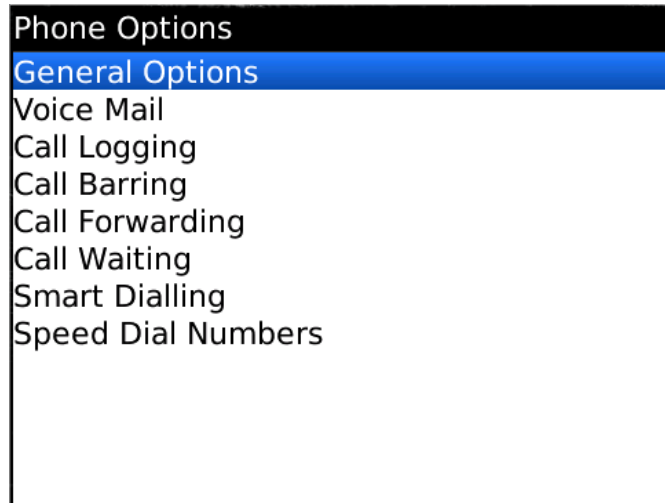 Phone Options
General Options
Voice Mail
Call Logging
Call Barring
Call Forwarding
Call Waiting
Smart Dialling
Speed Dial Numbers